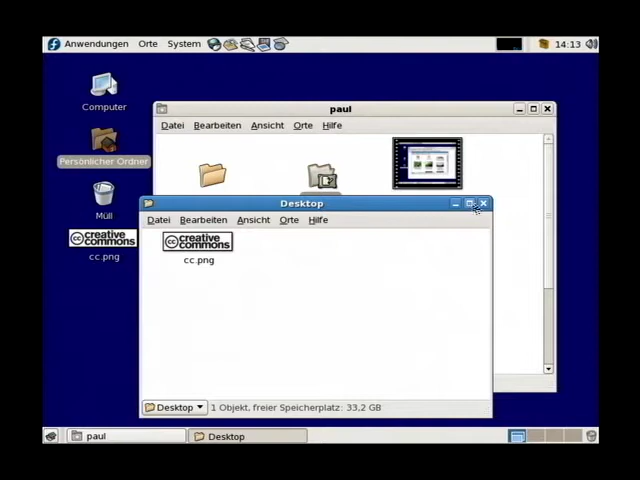 Anwendungen Orte System 14:13
Computer
paul
Datei Bearbeiten Ansicht Orte Hilfe
Persönlicher Ordner
Müll
Desktop
Datei Bearbeiten Ansicht Orte Hilfe
cc creative commons
cc.png
cc creative commons
cc.png
Desktop
1 Objekt, freier Speicherplatz: 33,2 GB
paul
Desktop